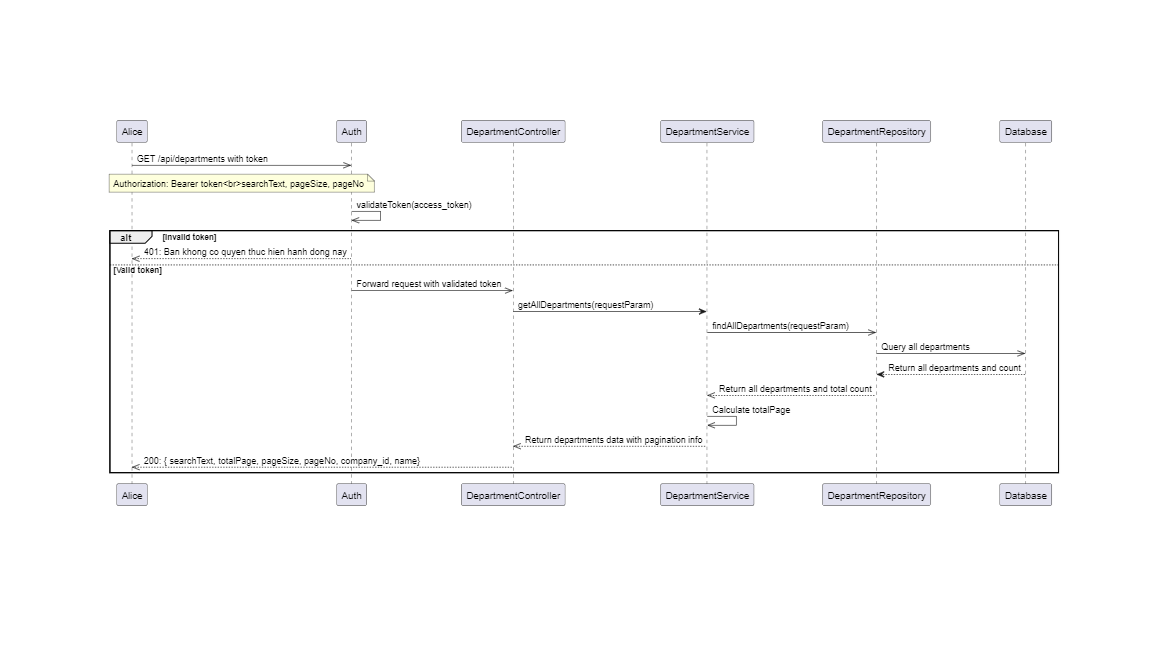 Alice
Auth
DepartmentController
DepartmentService
DepartmentRepository
Database
GET /api/departments with token
Authorization: Bearer token<br>searchText, pageSize, pageNo
validateToken(access_token)
alt
[Invalid token]
401: Ban khong co quyen thuc hien hanh dong nay
[Valid token]
Forward request with validated token
getAllDepartments(requestParam)
findAllDepartments(requestParam)
Query all departments
Return all departments and count
Return all departments and total count
Calculate totalPage
Return departments data with pagination info
200: { searchText, totalPage, pageSize, pageNo, company_id, name}
Alice
Auth
DepartmentController
DepartmentService
DepartmentRepository
Database